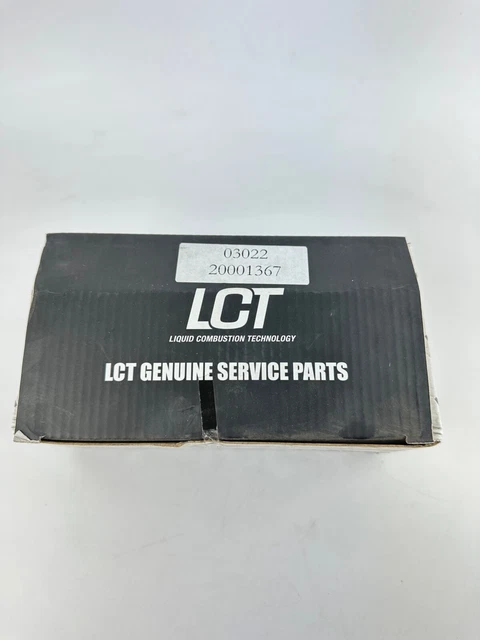 03022
20001367
LCT
LIQUID COMBUSTION TECHNOLOGY
LCT GENUINE SERVICE PARTS